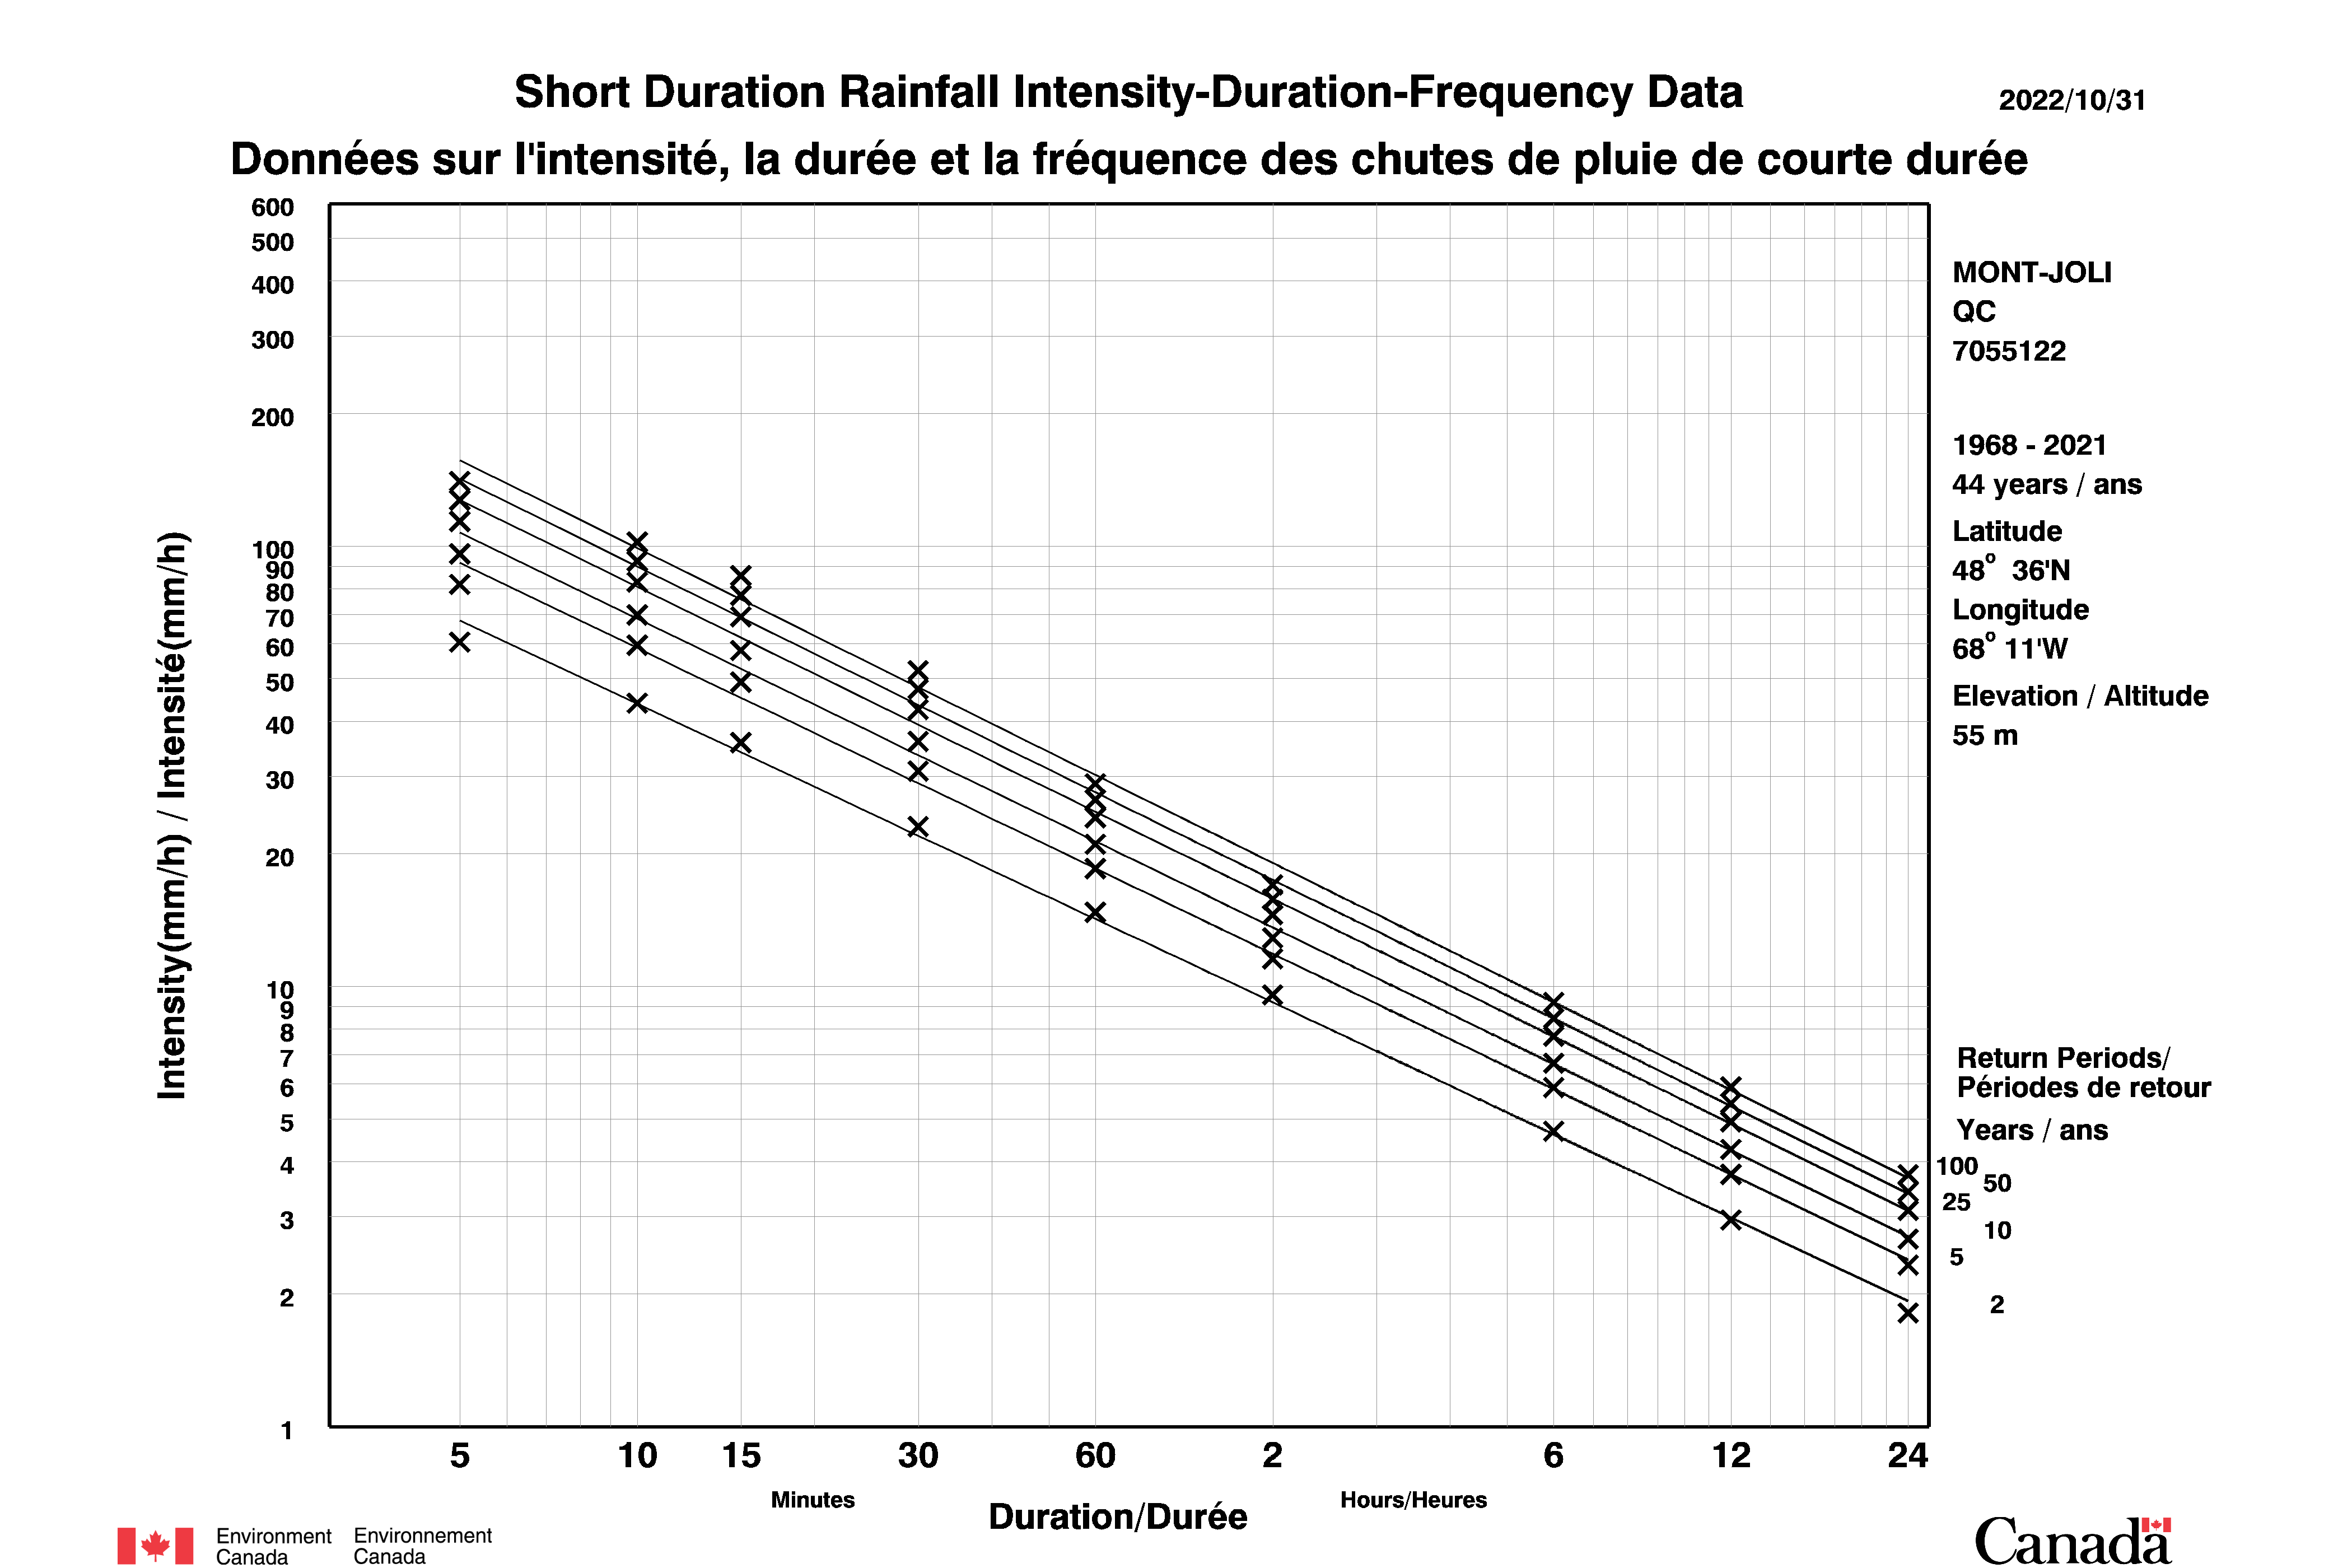 Short Duration Rainfall Intensity-Duration-Frequency Data
2022/10/31
Données sur l'intensité, la durée et la fréquence des chutes de pluie de courte durée
600
500
400
300
200
100
90
80
70
60
50
40
30
20
10
9
8
7
6
5
4
3
2
1
Intensity(mm/h) / Intensité(mm/h)
MONT-JOLI
QC
7055122
1968 - 2021
44 years / ans
Latitude
48° 36'N
Longitude
68° 11'W
Elevation / Altitude
55 m
Return Periods/
Périodes de retour
Years / ans
100
50
25
10
5
2
5 10 15 30 60 2 6 12 24
Minutes Hours/Heures
Duration/Durée
Environment Environnement
Canada Canada
Canada